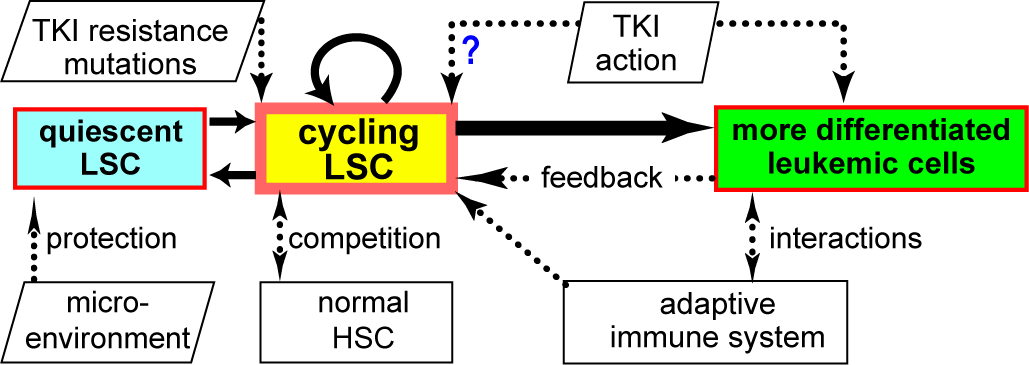 TKI resistance
mutations
?
TKI
action
quiescent
LSC
cycling
LSC
more differentiated
leukemic cells
feedback
protection
competition
interactions
micro-
environment
normal
HSC
adaptive
immune system